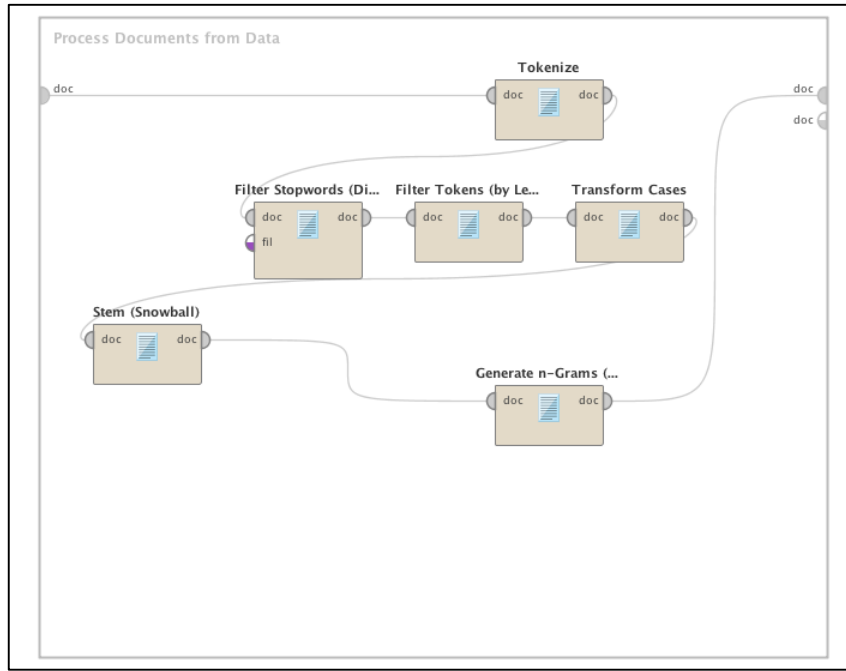 Process Documents from Data
doc
Tokenize
doc doc
doc
doc
Filter Stopwords (Di...
doc doc
fil
Filter Tokens (by Le...
doc doc
Transform Cases
doc doc
Stem (Snowball)
doc doc
Generate n-Grams (...
doc doc